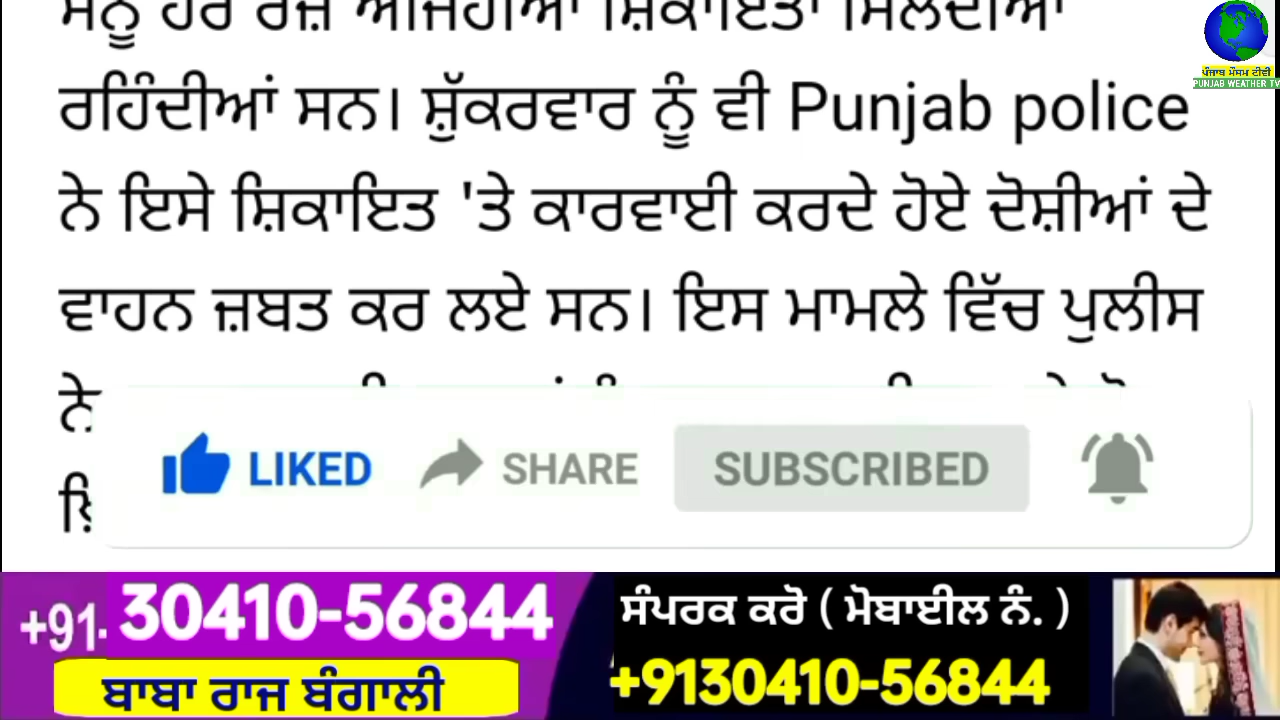 ਰਹਿੰਦੀਆਂ ਸਨ। ਸ਼ੁੱਕਰਵਾਰ ਨੂੰ ਵੀ Punjab police
ਨੇ ਇਸੇ ਸ਼ਿਕਾਇਤ 'ਤੇ ਕਾਰਵਾਈ ਕਰਦੇ ਹੋਏ ਦੋਸ਼ੀਆਂ ਦੇ
ਵਾਹਨ ਜ਼ਬਤ ਕਰ ਲਏ ਸਨ। ਇਸ ਮਾਮਲੇ ਵਿੱਚ ਪੁਲੀਸ
ਨੇ
LIKED SHARE SUBSCRIBED
ਪੰਜਾਬ ਮੌਸਮ ਟੀਵੀ
PUNJAB WEATHER TV
+91- 30410-56844
ਬਾਬਾ ਰਾਜ ਬੰਗਾਲੀ
ਸੰਪਰਕ ਕਰੋ ( ਮੋਬਾਈਲ ਨੰ. )
+9130410-56844